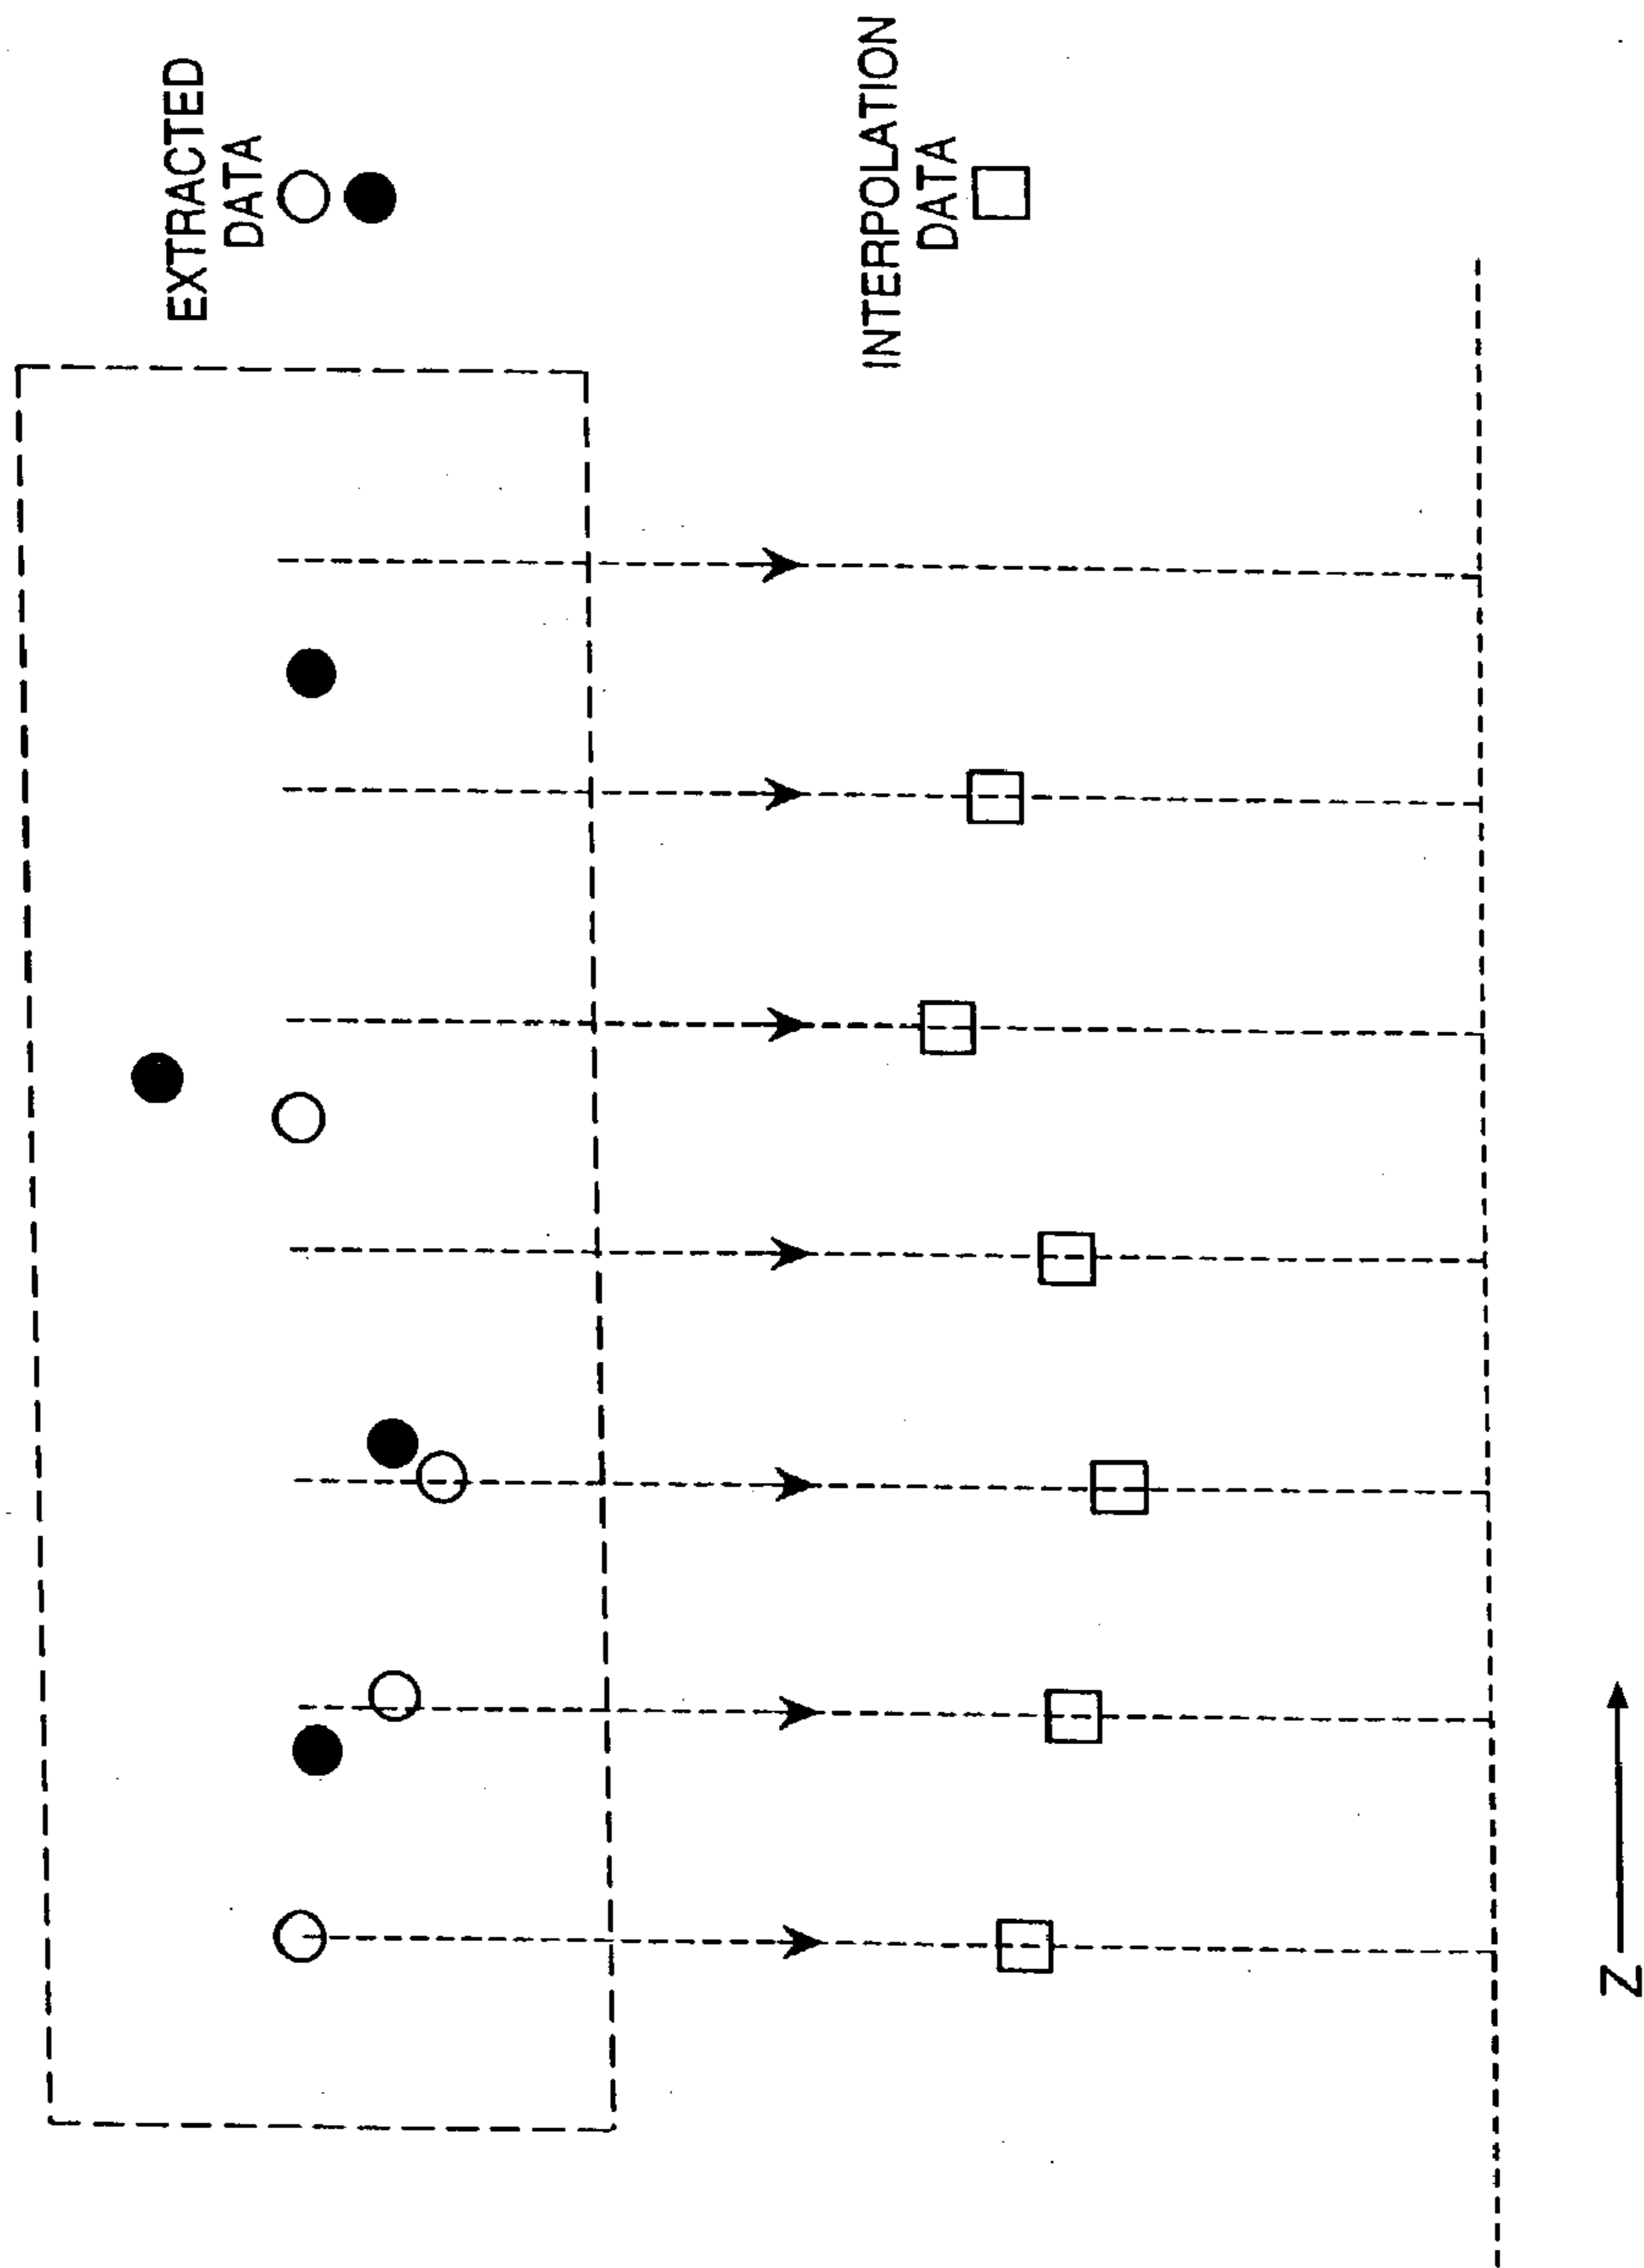 EXTRACTED
DATA
INTERPOLATION
DATA
Z